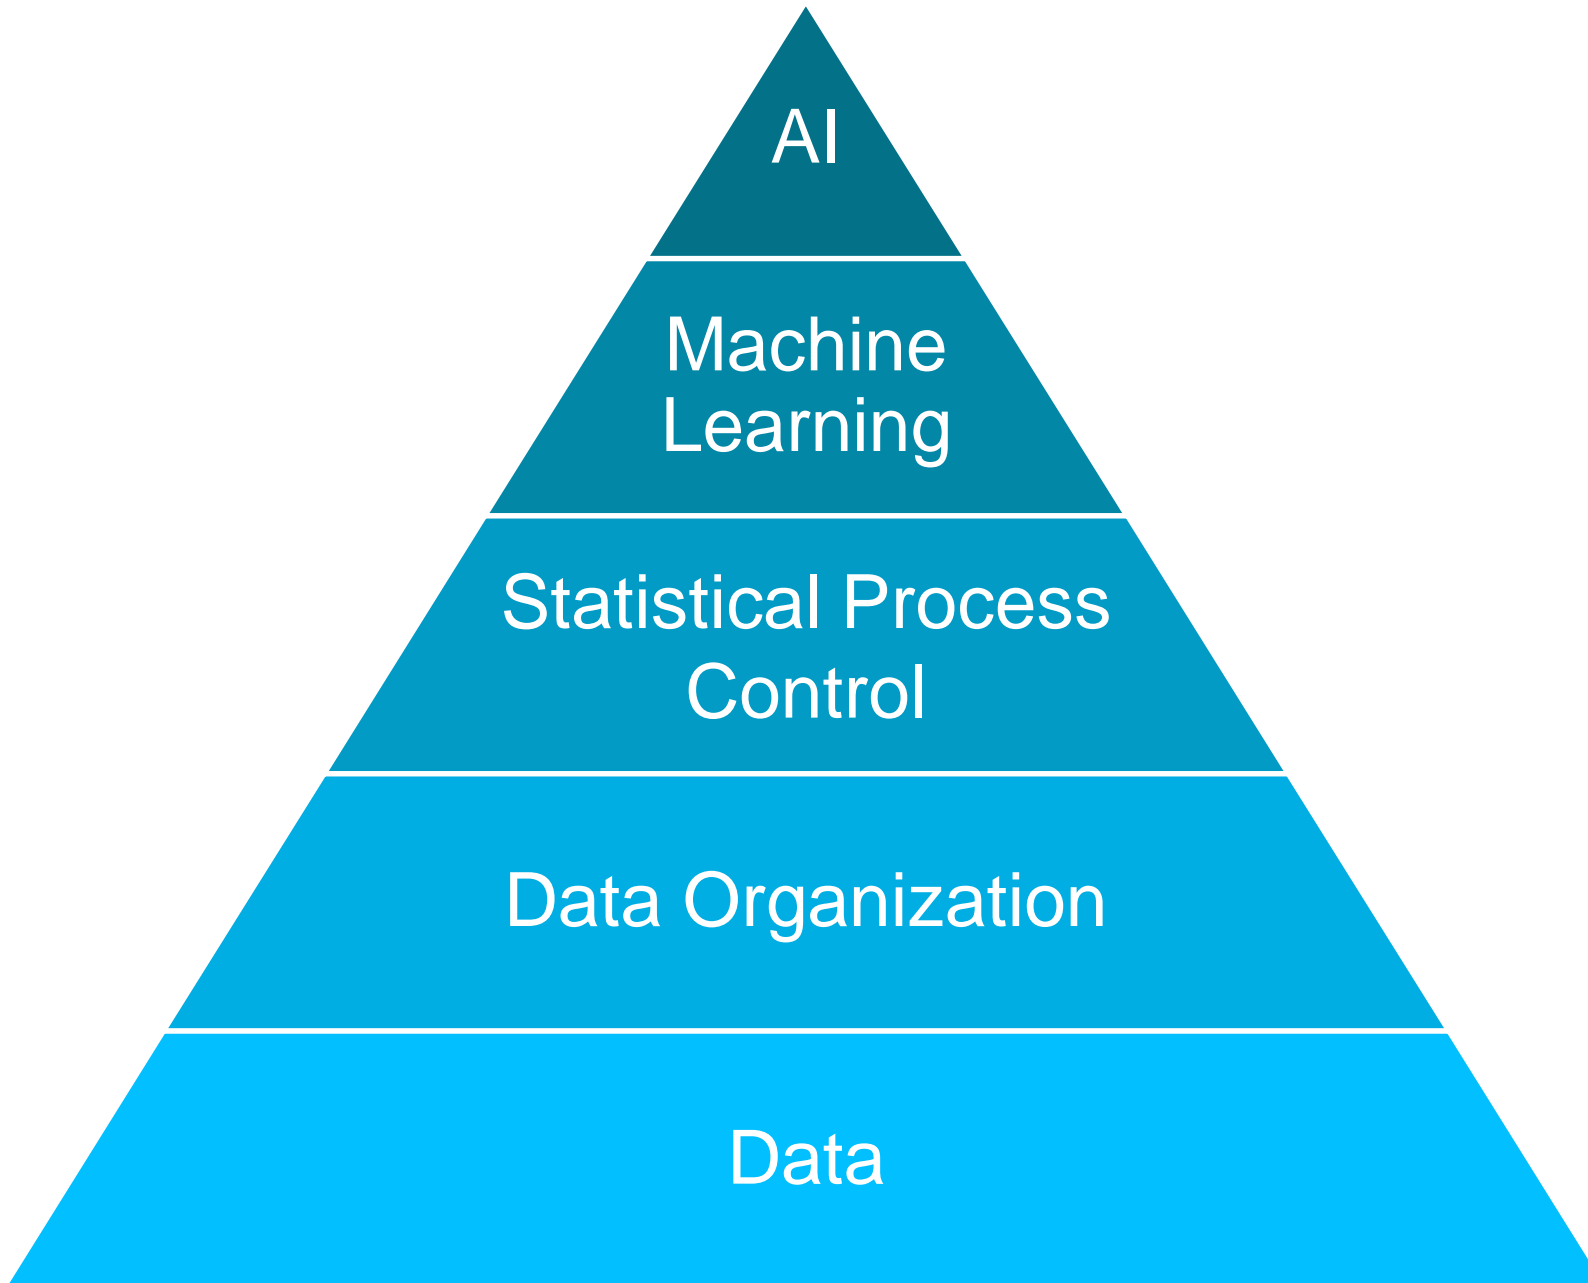 AI
Machine
Learning
Statistical Process
Control
Data Organization
Data